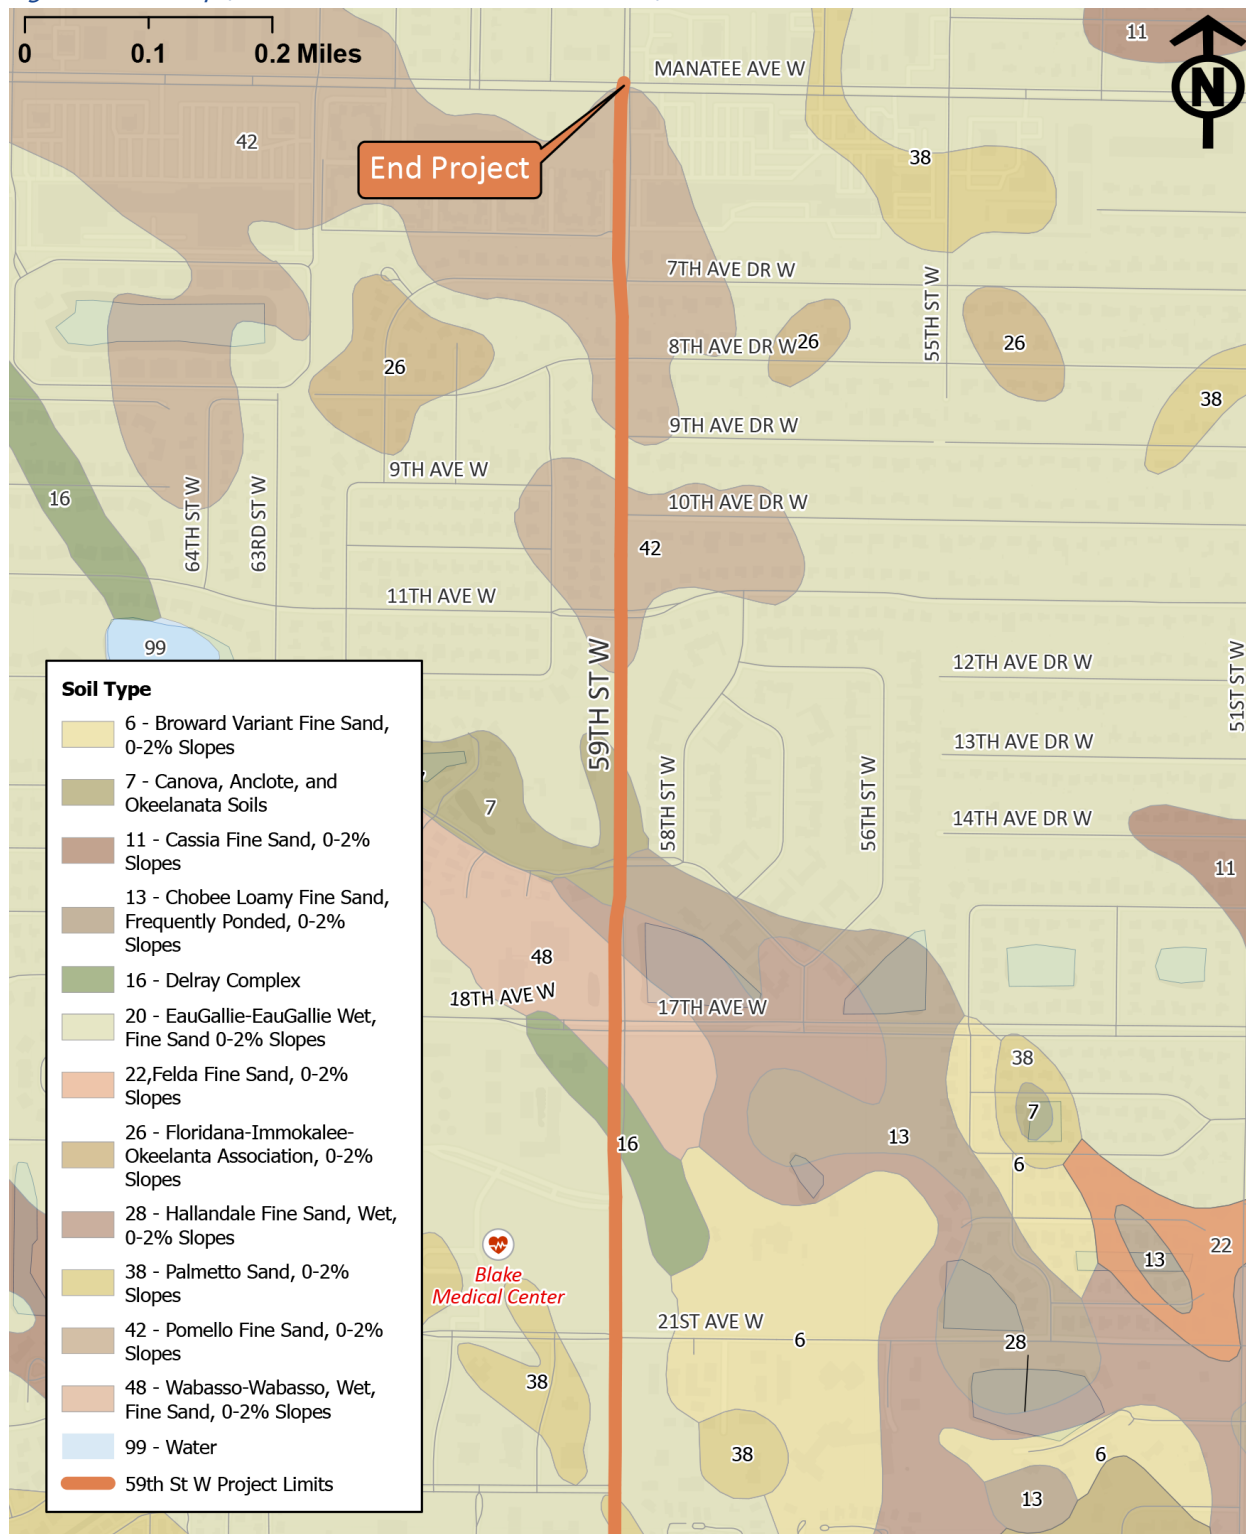 0 0.1 0.2 Miles
11
N
MANATEE AVE W
42
38
End Project
7TH AVE DR W
55TH ST W
8TH AVE DR W
26
26
26
38
9TH AVE DR W
9TH AVE W
16
64TH ST W
63RD ST W
10TH AVE DR W
42
11TH AVE W
99
59TH ST W
12TH AVE DR W
51ST ST W
13TH AVE DR W
58TH ST W
56TH ST W
14TH AVE DR W
7
11
48
18TH AVE W
17TH AVE W
38
7
13
16
6
22
13
Blake
Medical Center
21ST AVE W
6
28
38
38
6
13
Soil Type
6 - Broward Variant Fine Sand,
0-2% Slopes
7 - Canova, Anclote, and
Okeelanata Soils
11 - Cassia Fine Sand, 0-2%
Slopes
13 - Chobee Loamy Fine Sand,
Frequently Ponded, 0-2%
Slopes
16 - Delray Complex
20 - EauGallie-EauGallie Wet,
Fine Sand 0-2% Slopes
22,Felda Fine Sand, 0-2%
Slopes
26 - Floridana-Immokalee-
Okeelanta Association, 0-2%
Slopes
28 - Hallandale Fine Sand, Wet,
0-2% Slopes
38 - Palmetto Sand, 0-2%
Slopes
42 - Pomello Fine Sand, 0-2%
Slopes
48 - Wabasso-Wabasso, Wet,
Fine Sand, 0-2% Slopes
99 - Water
59th St W Project Limits